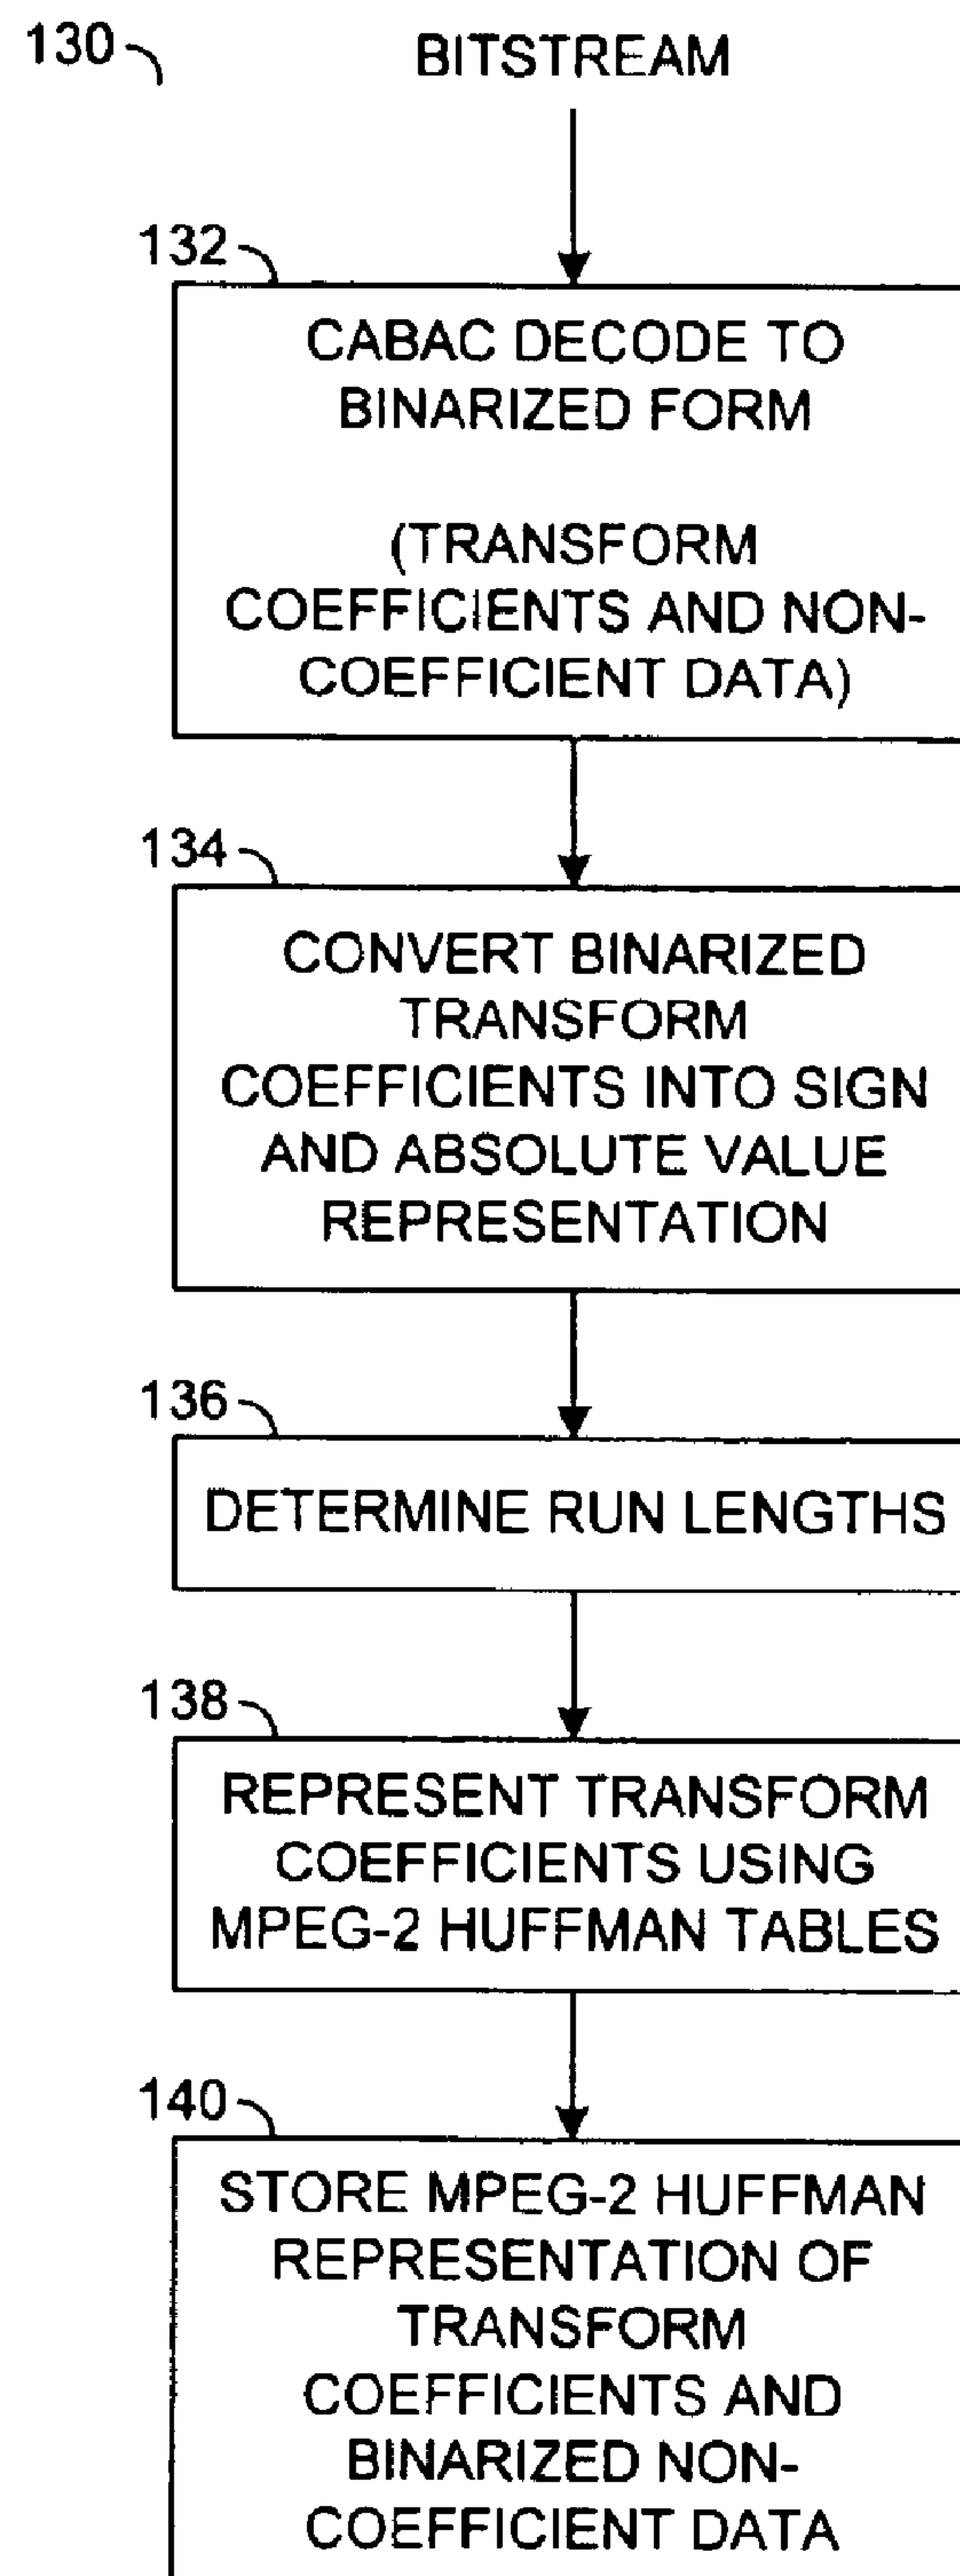 130
BITSTREAM
132
CABAC DECODE TO
BINARIZED FORM
(TRANSFORM
COEFFICIENTS AND NON-
COEFFICIENT DATA)
134
CONVERT BINARIZED
TRANSFORM
COEFFICIENTS INTO SIGN
AND ABSOLUTE VALUE
REPRESENTATION
136
DETERMINE RUN LENGTHS
138
REPRESENT TRANSFORM
COEFFICIENTS USING
MPEG-2 HUFFMAN TABLES
140
STORE MPEG-2 HUFFMAN
REPRESENTATION OF
TRANSFORM
COEFFICIENTS AND
BINARIZED NON-
COEFFICIENT DATA